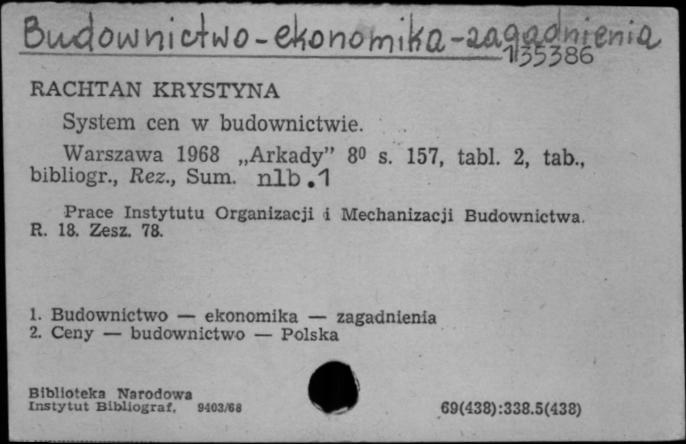 Budownictwo-ekonomika-zagadnienia
135386
RACHTAN KRYSTYNA
System cen w budownictwie.
Warszawa 1968 „Arkady” 8⁰ s. 157, tabl. 2, tab.,
bibliogr., Rez., Sum. nlb.1
Prace Instytutu Organizacji i Mechanizacji Budownictwa.
R. 18. Zesz. 78.
1. Budownictwo — ekonomika — zagadnienia
2. Ceny — budownictwo — Polska
Biblioteka Narodowa
Instytut Bibliograf. 9403/68
69(438):338.5(438)